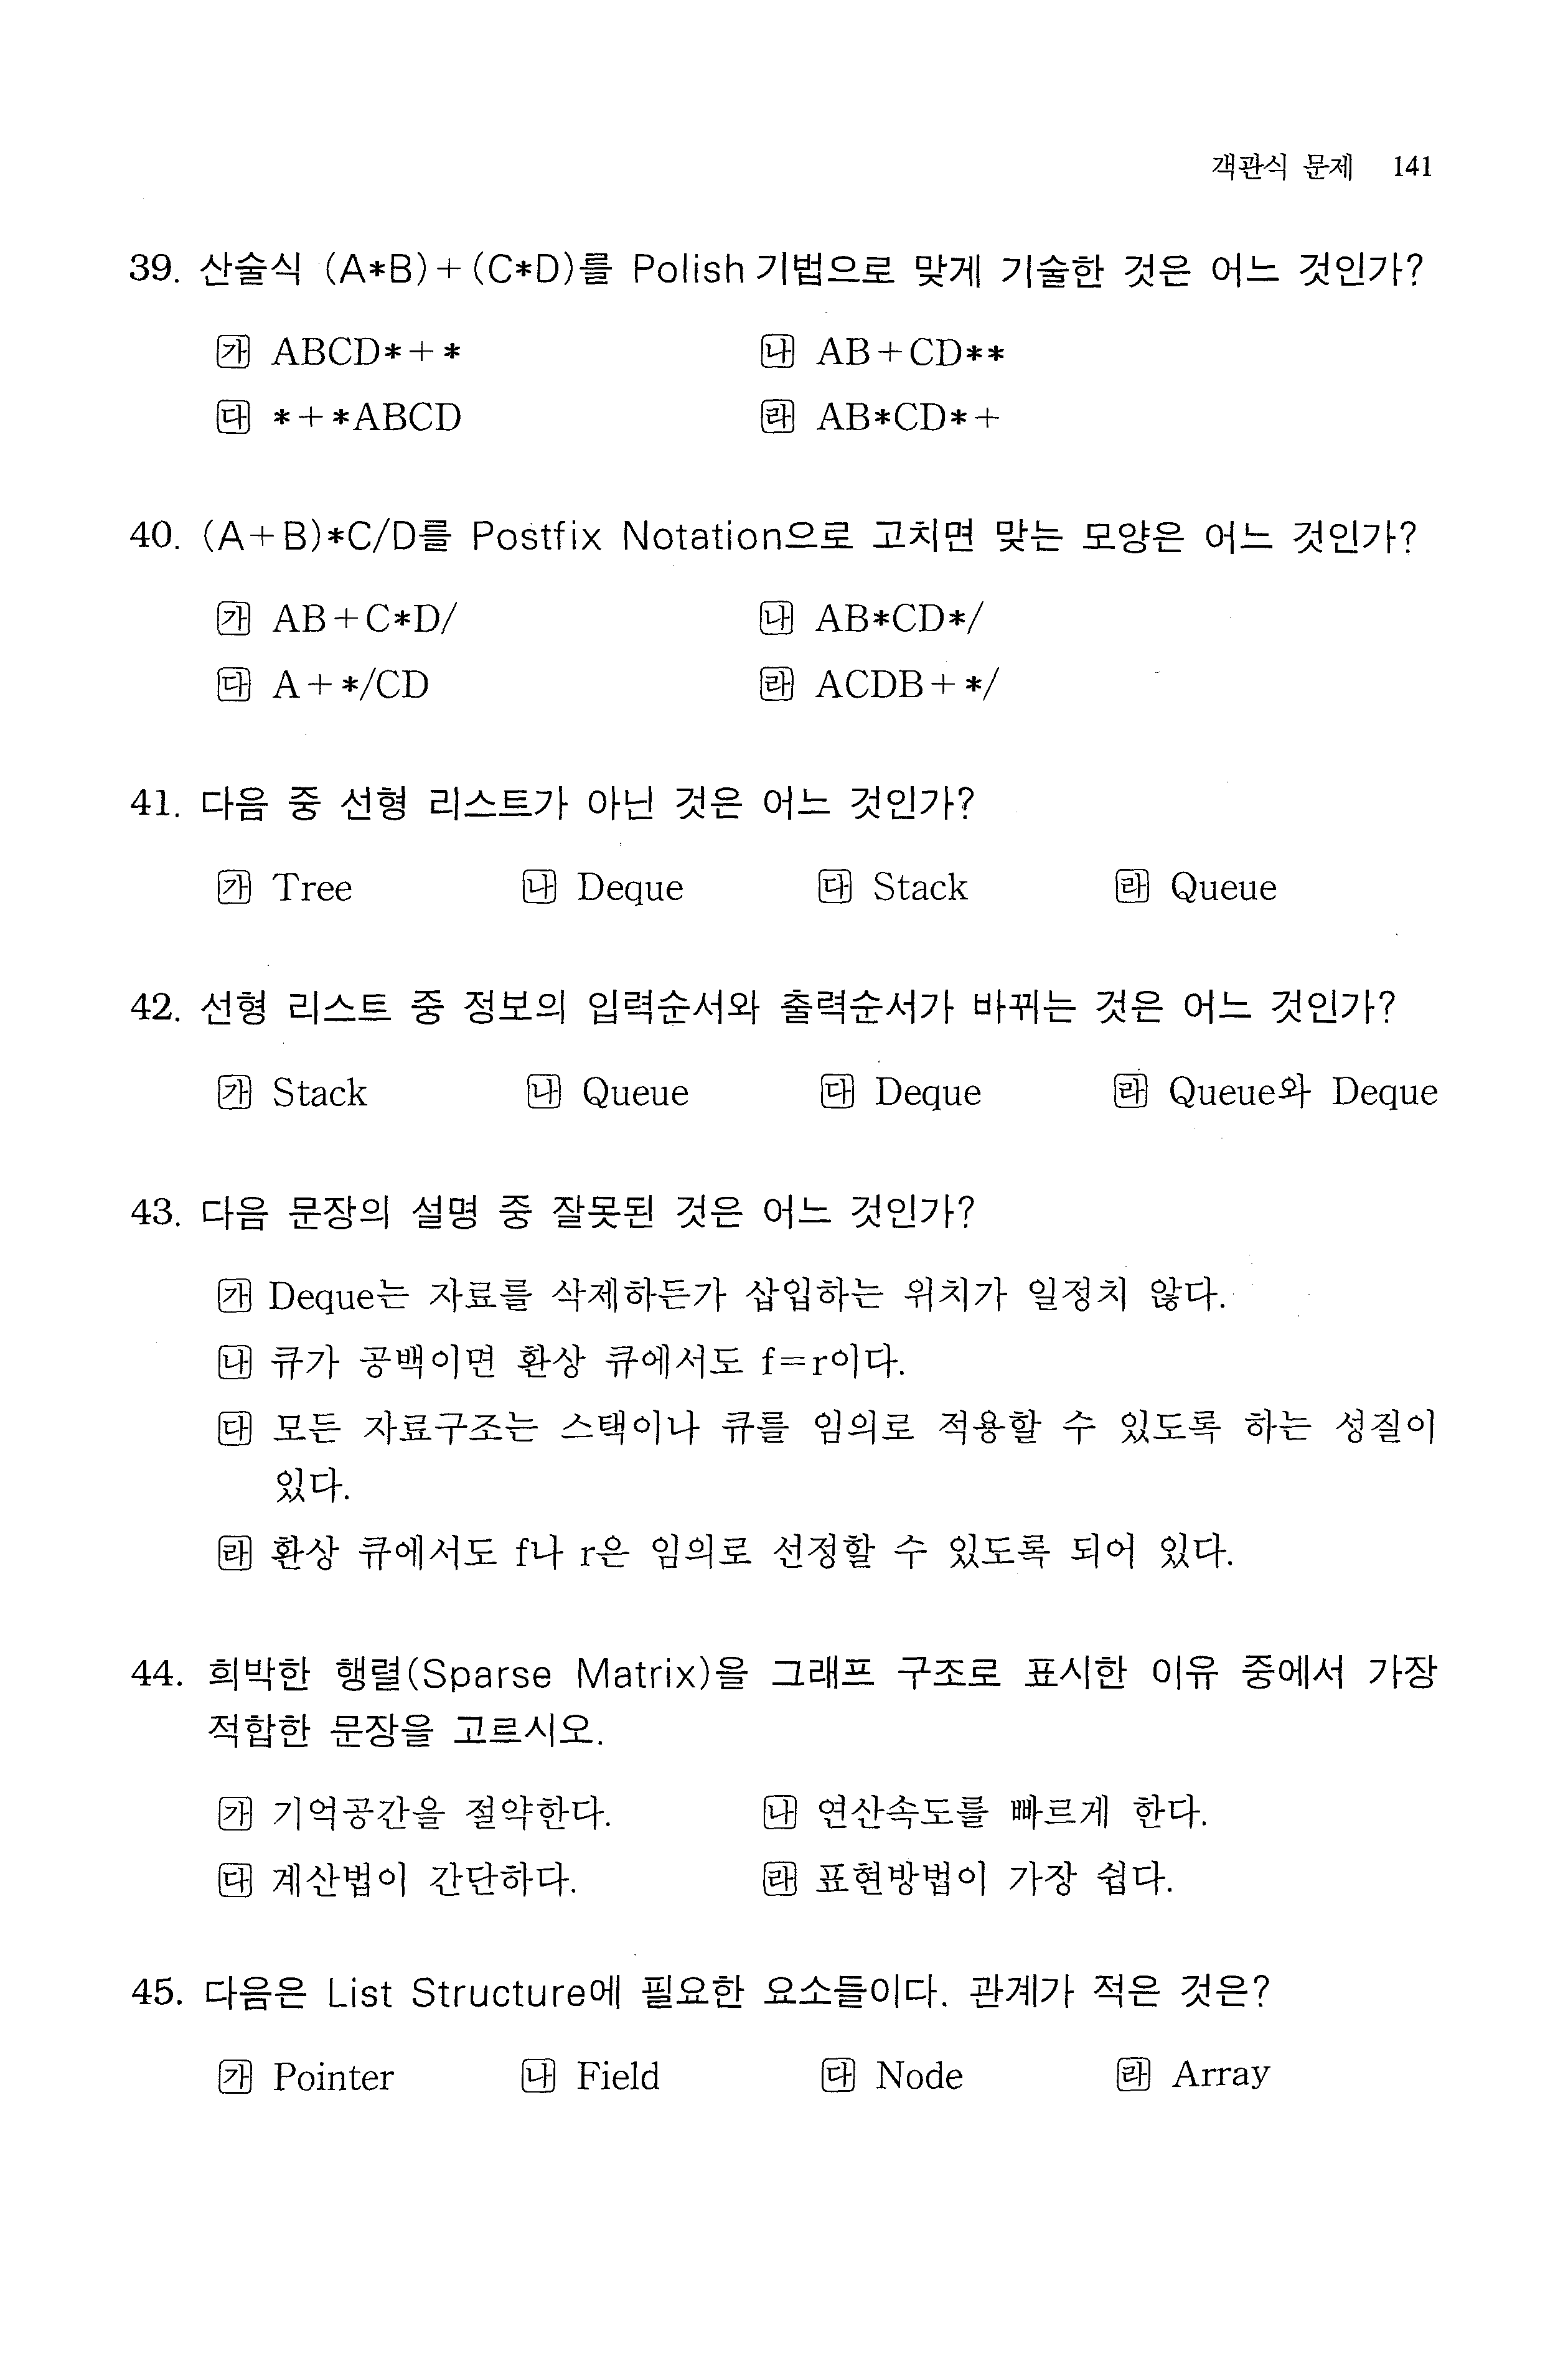 객관식 문제 141
39. 산술식 (A*B)+(C*D)를 Polish 기법으로 맞게 기술한 것은 어느 것인가?
㉮ ABCD*+* ㉯ AB+CD**
㉰ *+*ABCD ㉱ AB*CD*+
40. (A+B)*C/D를 Postfix Notation으로 고치면 맞는 모양은 어느 것인가?
㉮ AB+C*D/ ㉯ AB*CD*/
㉰ A+*/CD ㉱ ACDB+*/
41. 다음 중 선형 리스트가 아닌 것은 어느 것인가?
㉮ Tree ㉯ Deque ㉰ Stack ㉱ Queue
42. 선형 리스트 중 정보의 입력순서와 출력순서가 바뀌는 것은 어느 것인가?
㉮ Stack ㉯ Queue ㉰ Deque ㉱ Queue와 Deque
43. 다음 문장의 설명 중 잘못된 것은 어느 것인가?
㉮ Deque는 자료를 삭제하든가 삽입하는 위치가 일정치 않다.
㉯ 큐가 공백이면 환상 큐에서도 f=r이다.
㉰ 모든 자료구조는 스택이나 큐를 임의로 적용할 수 있도록 하는 성질이
있다.
㉱ 환상 큐에서도 f나 r은 임의로 선정할 수 있도록 되어 있다.
44. 희박한 행렬(Sparse Matrix)을 그래프 구조로 표시한 이유 중에서 가장
적합한 문장을 고르시오.
㉮ 기억공간을 절약한다. ㉯ 연산속도를 빠르게 한다.
㉰ 계산법이 간단하다. ㉱ 표현방법이 가장 쉽다.
45. 다음은 List Structure에 필요한 요소들이다. 관계가 적은 것은?
㉮ Pointer ㉯ Field ㉰ Node ㉱ Array